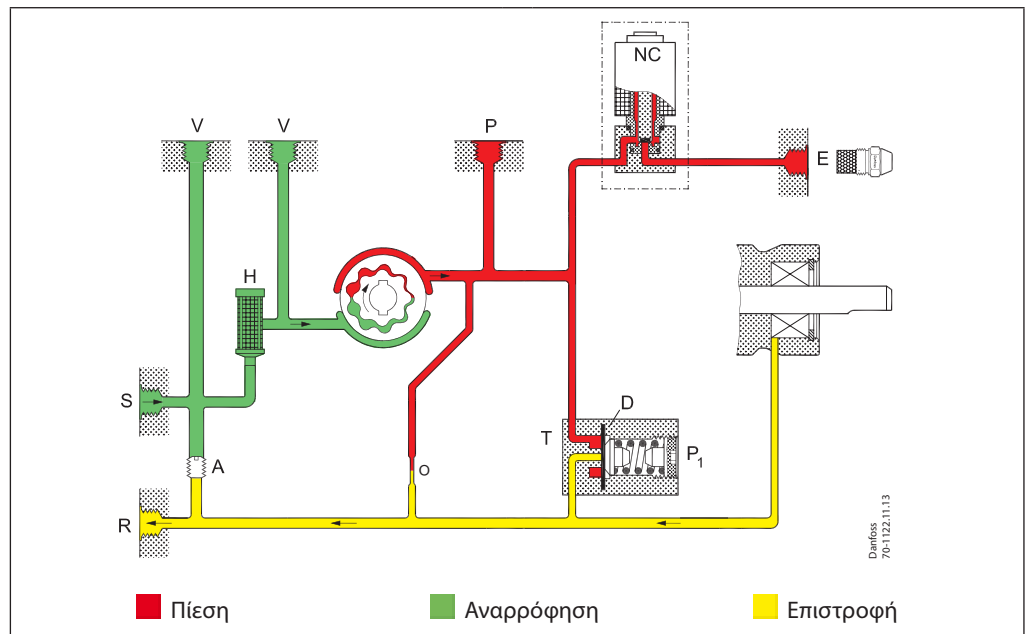 NC
V V P
E
H
S
D
T
P1
A
O
R
Danfoss
70-1122.11.13
Πίεση Αναρρόφηση Επιστροφή